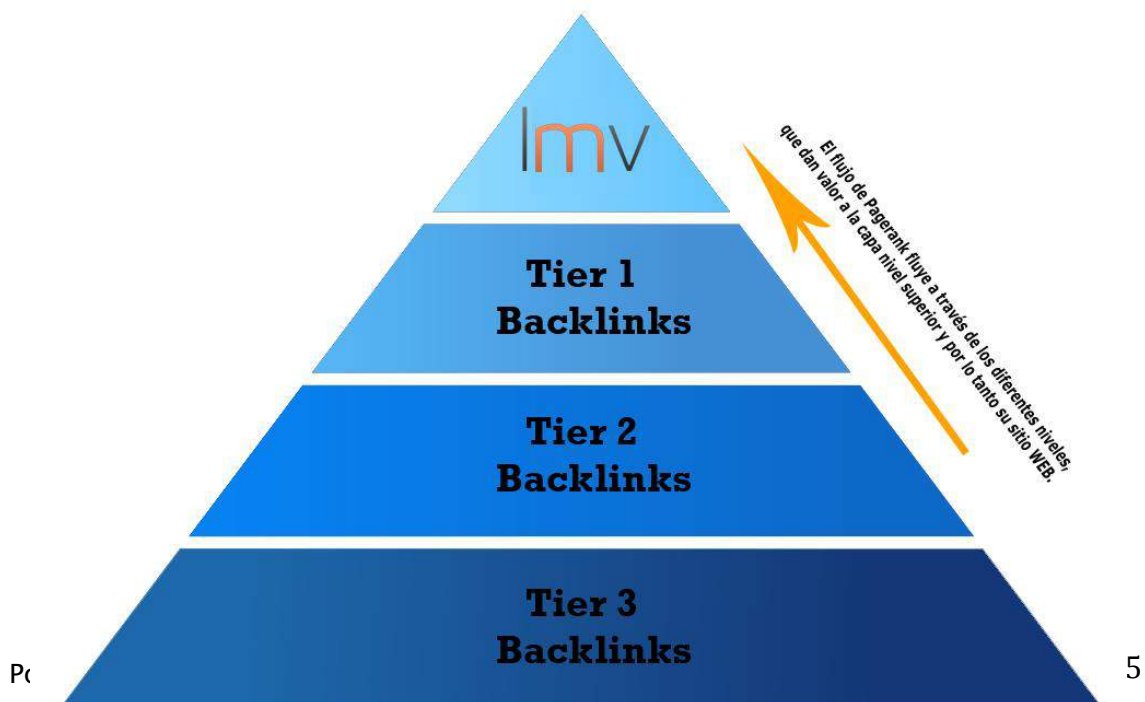 lmv
El flujo de Pagerank fluye a través de los diferentes niveles,
que dan valor a la capa nivel superior y por lo tanto su sitio WEB.
Tier 1
Backlinks
Tier 2
Backlinks
Tier 3
Backlinks
5